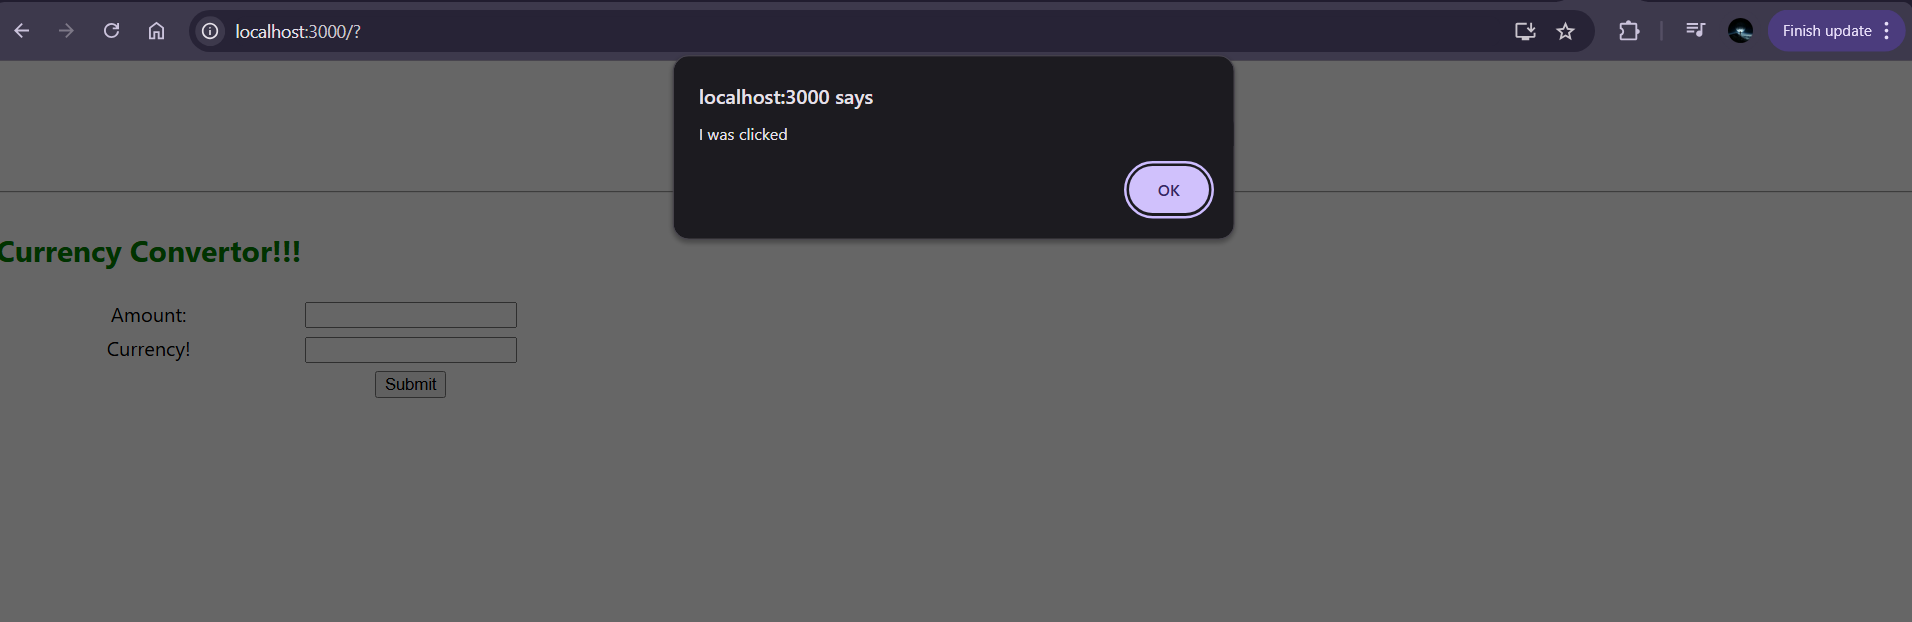 localhost:3000/?
Finish update
localhost:3000 says
I was clicked
OK
Currency Convertor!!!
Amount:
Currency!
Submit